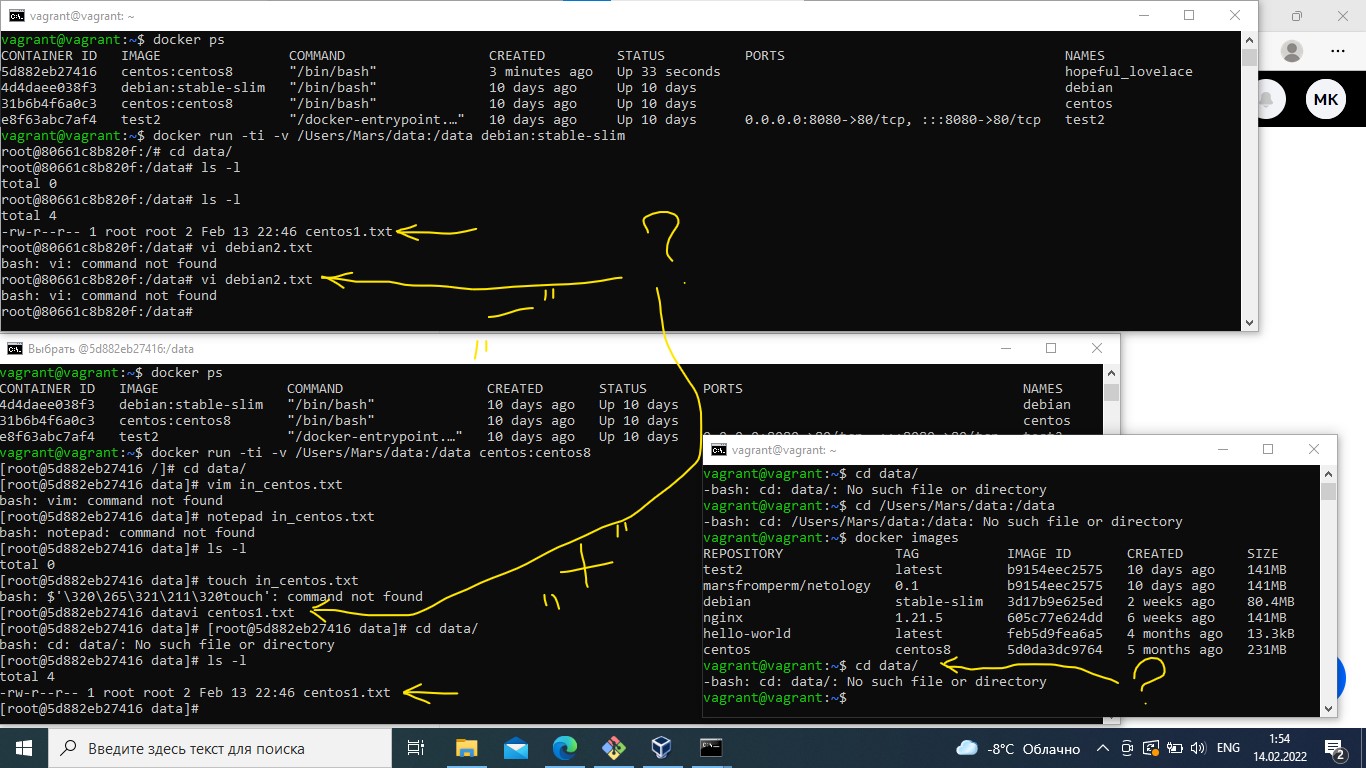 vagrant@vagrant: ~
vagrant@vagrant:~$ docker ps
CONTAINER ID IMAGE COMMAND CREATED STATUS PORTS NAMES
5d882eb27416 centos:centos8 "/bin/bash" 3 minutes ago Up 33 seconds hopeful_lovelace
4d4daee038f3 debian:stable-slim "/bin/bash" 10 days ago Up 10 days debian
31b6b4f6a0c3 centos:centos8 "/bin/bash" 10 days ago Up 10 days centos
e8f63abc7af4 test2 "/docker-entrypoint.…" 10 days ago Up 10 days 0.0.0.0:8080->80/tcp, :::8080->80/tcp test2
vagrant@vagrant:~$ docker run -ti -v /Users/Mars/data:/data debian:stable-slim
root@80661c8b820f:/# cd data/
root@80661c8b820f:/data# ls -l
total 0
root@80661c8b820f:/data# ls -l
total 4
-rw-r--r-- 1 root root 2 Feb 13 22:46 centos1.txt
root@80661c8b820f:/data# vi debian2.txt
bash: vi: command not found
root@80661c8b820f:/data# vi debian2.txt
bash: vi: command not found
root@80661c8b820f:/data#
?
"–"
MK
Выбрать @5d882eb27416:/data
vagrant@vagrant:~$ docker ps
CONTAINER ID IMAGE COMMAND CREATED STATUS PORTS NAMES
4d4daee038f3 debian:stable-slim "/bin/bash" 10 days ago Up 10 days debian
31b6b4f6a0c3 centos:centos8 "/bin/bash" 10 days ago Up 10 days centos
e8f63abc7af4 test2 "/docker-entrypoint.…" 10 days ago Up 10 days 0.0.0.0:8080->80/tcp, :::8080->80/tcp test2
vagrant@vagrant:~$ docker run -ti -v /Users/Mars/data:/data centos:centos8
[root@5d882eb27416 /]# cd data/
[root@5d882eb27416 data]# vim in_centos.txt
bash: vim: command not found
[root@5d882eb27416 data]# notepad in_centos.txt
bash: notepad: command not found
[root@5d882eb27416 data]# ls -l
total 0
[root@5d882eb27416 data]# touch in_centos.txt
bash: $'\320\265\321\211\320touch': command not found
[root@5d882eb27416 datavi centos1.txt
[root@5d882eb27416 data]# [root@5d882eb27416 data]# cd data/
bash: cd: data/: No such file or directory
[root@5d882eb27416 data]# ls -l
total 4
-rw-r--r-- 1 root root 2 Feb 13 22:46 centos1.txt
[root@5d882eb27416 data]#
"+"
vagrant@vagrant: ~
vagrant@vagrant:~$ cd data/
-bash: cd: data/: No such file or directory
vagrant@vagrant:~$ cd /Users/Mars/data:/data
-bash: cd: /Users/Mars/data:/data: No such file or directory
vagrant@vagrant:~$ docker images
REPOSITORY TAG IMAGE ID CREATED SIZE
test2 latest b9154eec2575 10 days ago 141MB
marsfromperm/netology 0.1 b9154eec2575 10 days ago 141MB
debian stable-slim 3d17b9e625ed 2 weeks ago 80.4MB
nginx 1.21.5 605c77e624dd 6 weeks ago 141MB
hello-world latest feb5d9fea6a5 4 months ago 13.3kB
centos centos8 5d0da3dc9764 5 months ago 231MB
vagrant@vagrant:~$ cd data/
-bash: cd: data/: No such file or directory
vagrant@vagrant:~$
?
Введите здесь текст для поиска
-8°C Облачно
ENG
1:54
14.02.2022
2